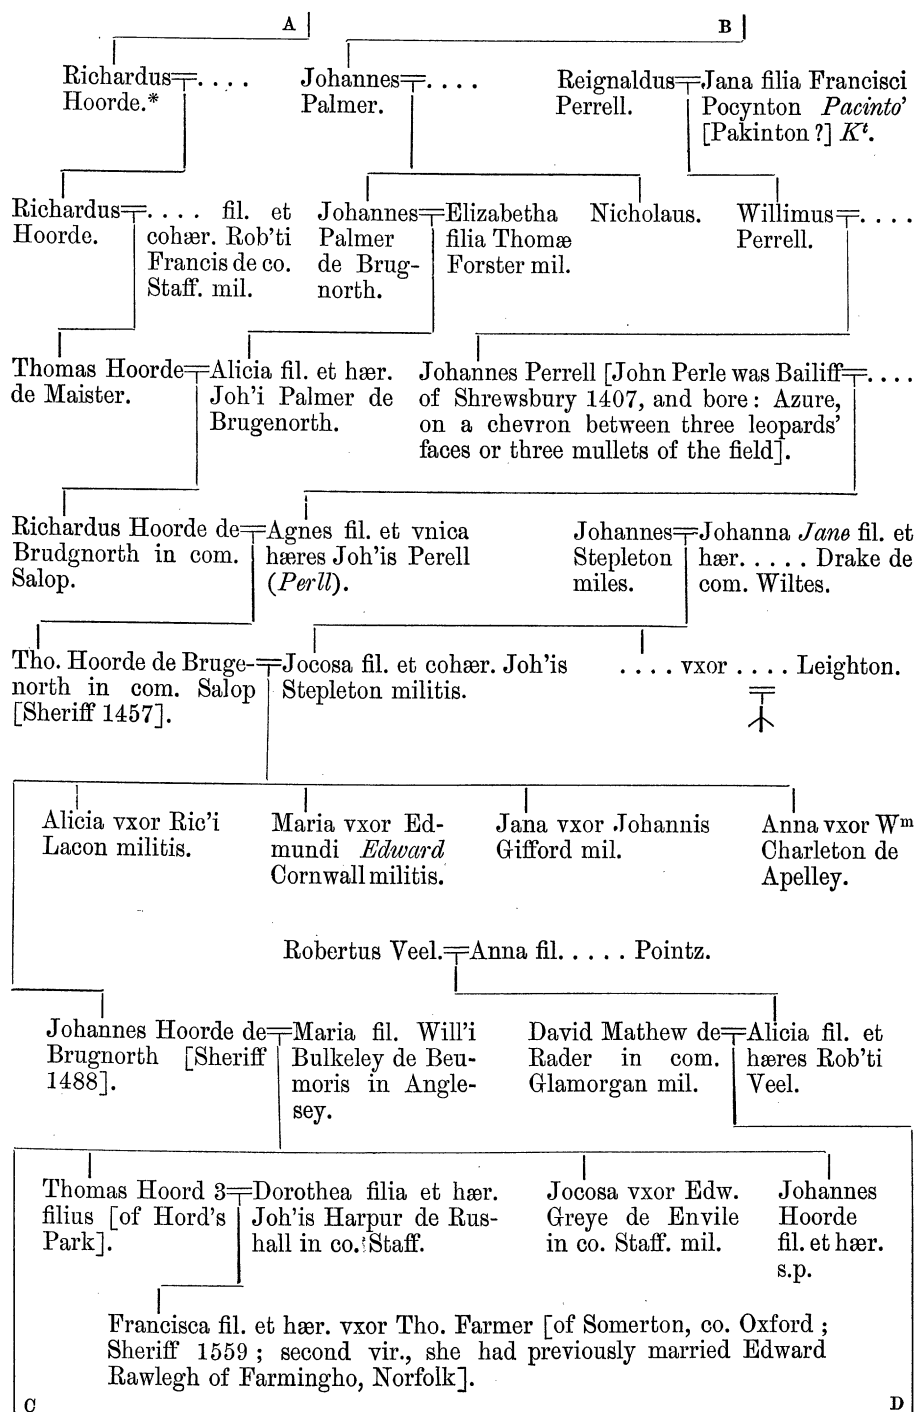 A B
Richardus╤. . . .
Hoorde.*
Johannes╤. . . .
Palmer.
Reignaldus╤Jana filia Francisci
Perrell. Pocynton Pacinto'
[Pakinton ?] Kt.
Richardus╤. . . . fil. et
Hoorde. cohær. Rob'ti
Francis de co.
Staff. mil.
Johannes╤Elizabetha
Palmer filia Thomæ
de Brug- Forster mil.
north.
Nicholaus.
Willimus╤. . . .
Perrell.
Thomas Hoorde╤Alicia fil. et hær.
de Maister. Joh'i Palmer de
Brugenorth.
Johannes Perrell [John Perle was Bailiff╤. . . .
of Shrewsbury 1407, and bore : Azure,
on a chevron between three leopards'
faces or three mullets of the field].
Richardus Hoorde de╤Agnes fil. et vnica
Brudgnorth in com. hæres Joh'is Perell
Salop. (Perll).
Johannes╤Johanna Jane fil. et
Stepleton hær. . . . . Drake de
miles. com. Wiltes.
Tho. Hoorde de Bruge-╤Jocosa fil. et cohær. Joh'is
north in com. Salop Stepleton militis.
[Sheriff 1457].
. . . . vxor . . . . Leighton.
Alicia vxor Ric'i
Lacon militis.
Maria vxor Ed-
mundi Edward
Cornwall militis.
Jana vxor Johannis
Gifford mil.
Anna vxor Wm
Charleton de
Apelley.
Robertus Veel.╤Anna fil. . . . . Pointz.
Johannes Hoorde de╤Maria fil. Will'i
Brugnorth [Sheriff Bulkeley de Beu-
1488]. moris in Angle-
sey.
David Mathew de╤Alicia fil. et
Rader in com. hæres Rob'ti
Glamorgan mil. Veel.
Thomas Hoord 3╤Dorothea filia et hær.
filius [of Hord's Joh'is Harpur de Rus-
Park]. hall in co. Staff.
Jocosa vxor Edw.
Greye de Envile
in co. Staff. mil.
Johannes
Hoorde
fil. et hær.
s.p.
Francisca fil. et hær. vxor Tho. Farmer [of Somerton, co. Oxford ;
Sheriff 1559 ; second vir., she had previously married Edward
Rawlegh of Farmingho, Norfolk].
C D